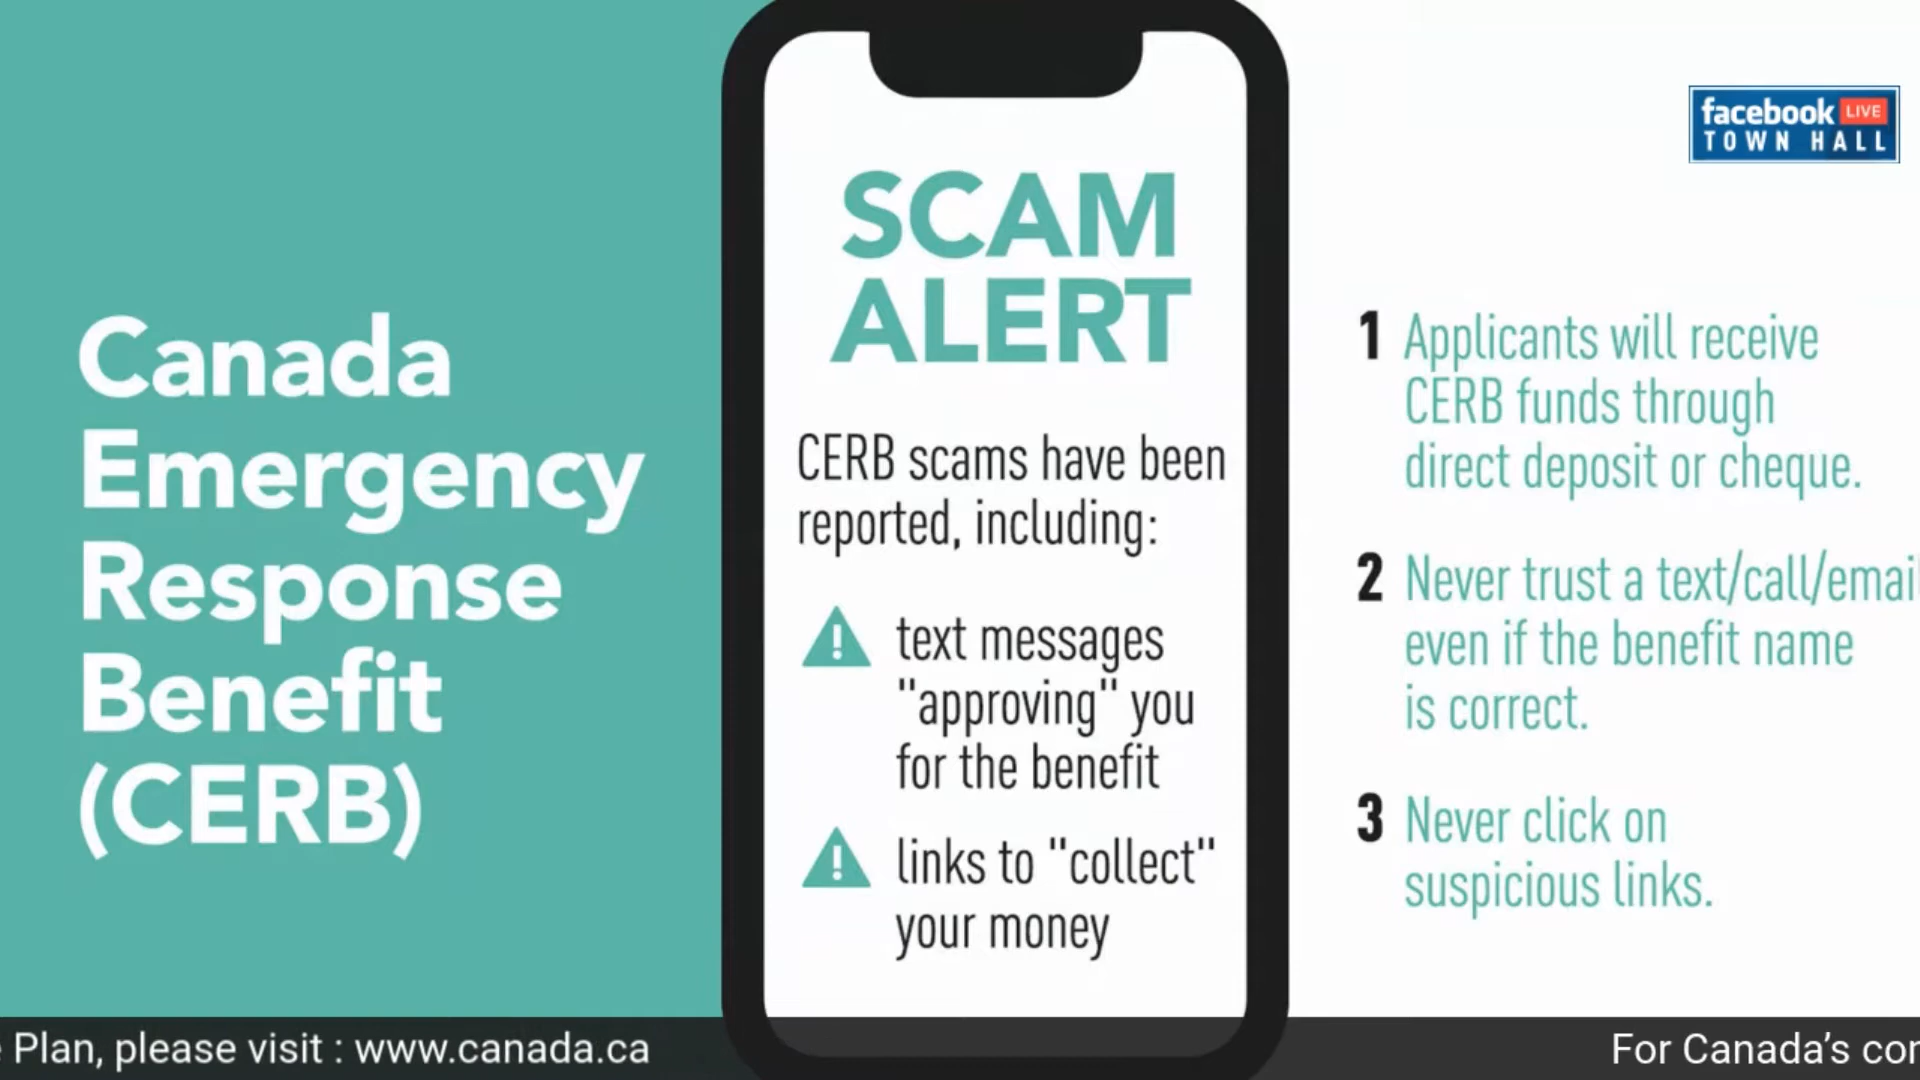 Canada
Emergency
Response
Benefit
(CERB)
SCAM
ALERT
CERB scams have been
reported, including:
text messages
"approving" you
for the benefit
links to "collect"
your money
facebook LIVE
TOWN HALL
1 Applicants will receive
CERB funds through
direct deposit or cheque.
2 Never trust a text/call/email
even if the benefit name
is correct.
3 Never click on
suspicious links.
Plan, please visit : www.canada.ca
For Canada's